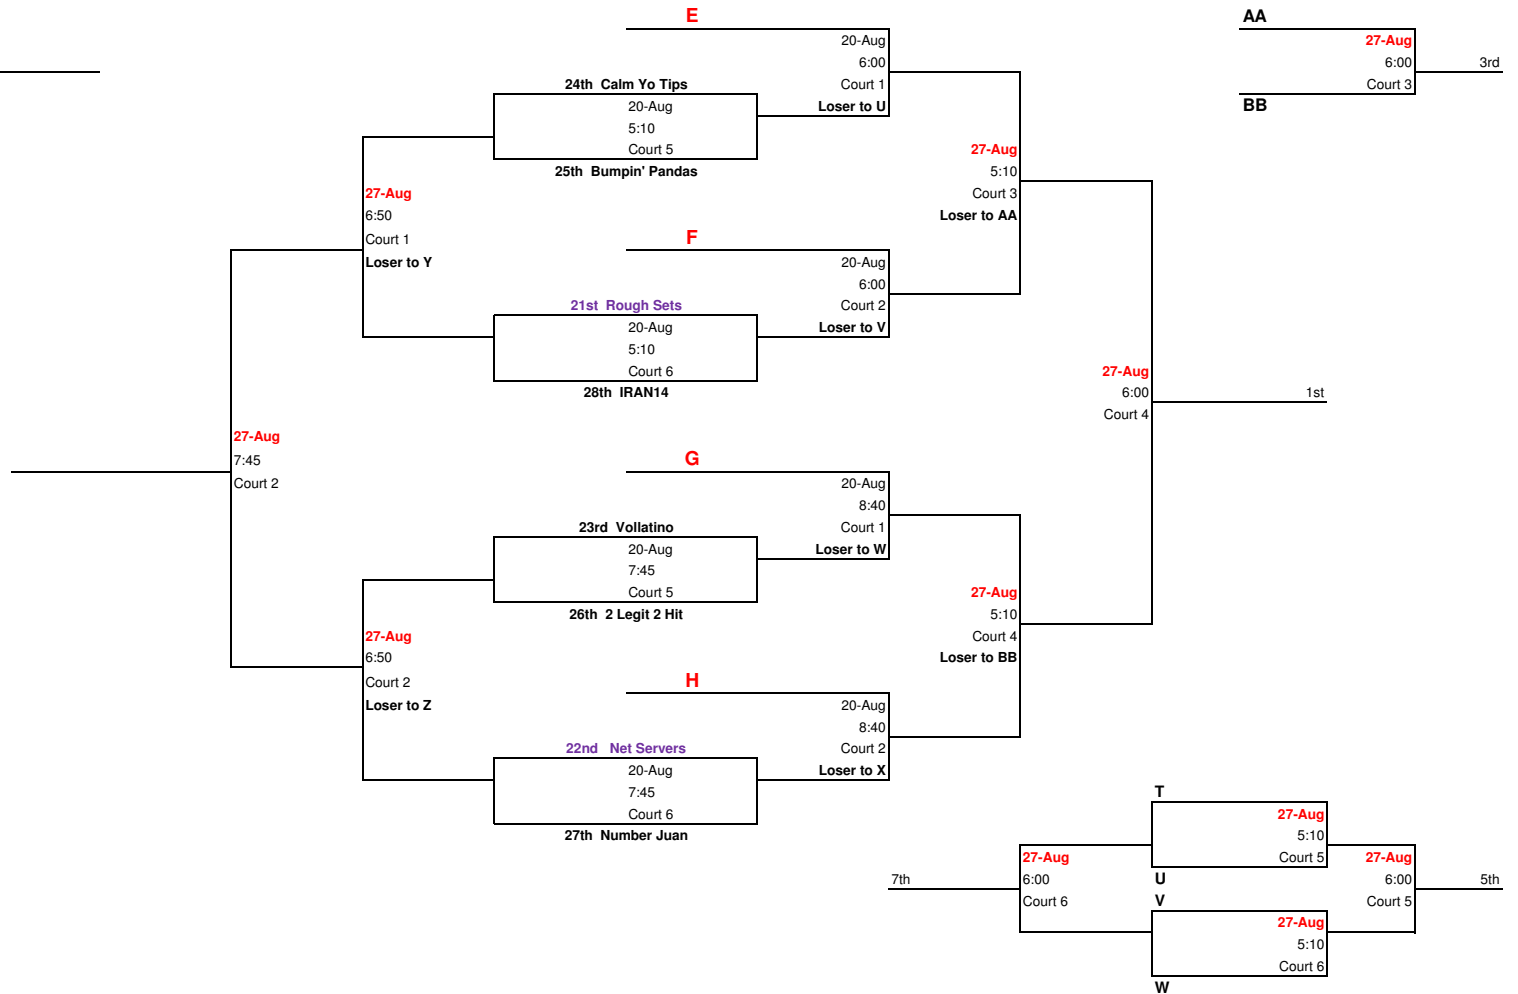 E
20-Aug
6:00
Court 1
Loser to U
24th  Calm Yo Tips
20-Aug
5:10
Court 5
25th  Bumpin' Pandas
27-Aug
6:50
Court 1
Loser to Y
F
20-Aug
6:00
Court 2
Loser to V
21st  Rough Sets
20-Aug
5:10
Court 6
28th  IRAN14
27-Aug
5:10
Court 3
Loser to AA
AA
27-Aug
6:00
Court 3
3rd
BB
27-Aug
7:45
Court 2
27-Aug
6:00
Court 4
1st
G
20-Aug
8:40
Court 1
Loser to W
23rd  Vollatino
20-Aug
7:45
Court 5
26th  2 Legit 2 Hit
27-Aug
6:50
Court 2
Loser to Z
27-Aug
5:10
Court 4
Loser to BB
H
20-Aug
8:40
Court 2
Loser to X
22nd   Net Servers
20-Aug
7:45
Court 6
27th  Number Juan
T
27-Aug
5:10
Court 5
U
V
27-Aug
5:10
Court 6
W
7th
27-Aug
6:00
Court 6
27-Aug
6:00
Court 5
5th